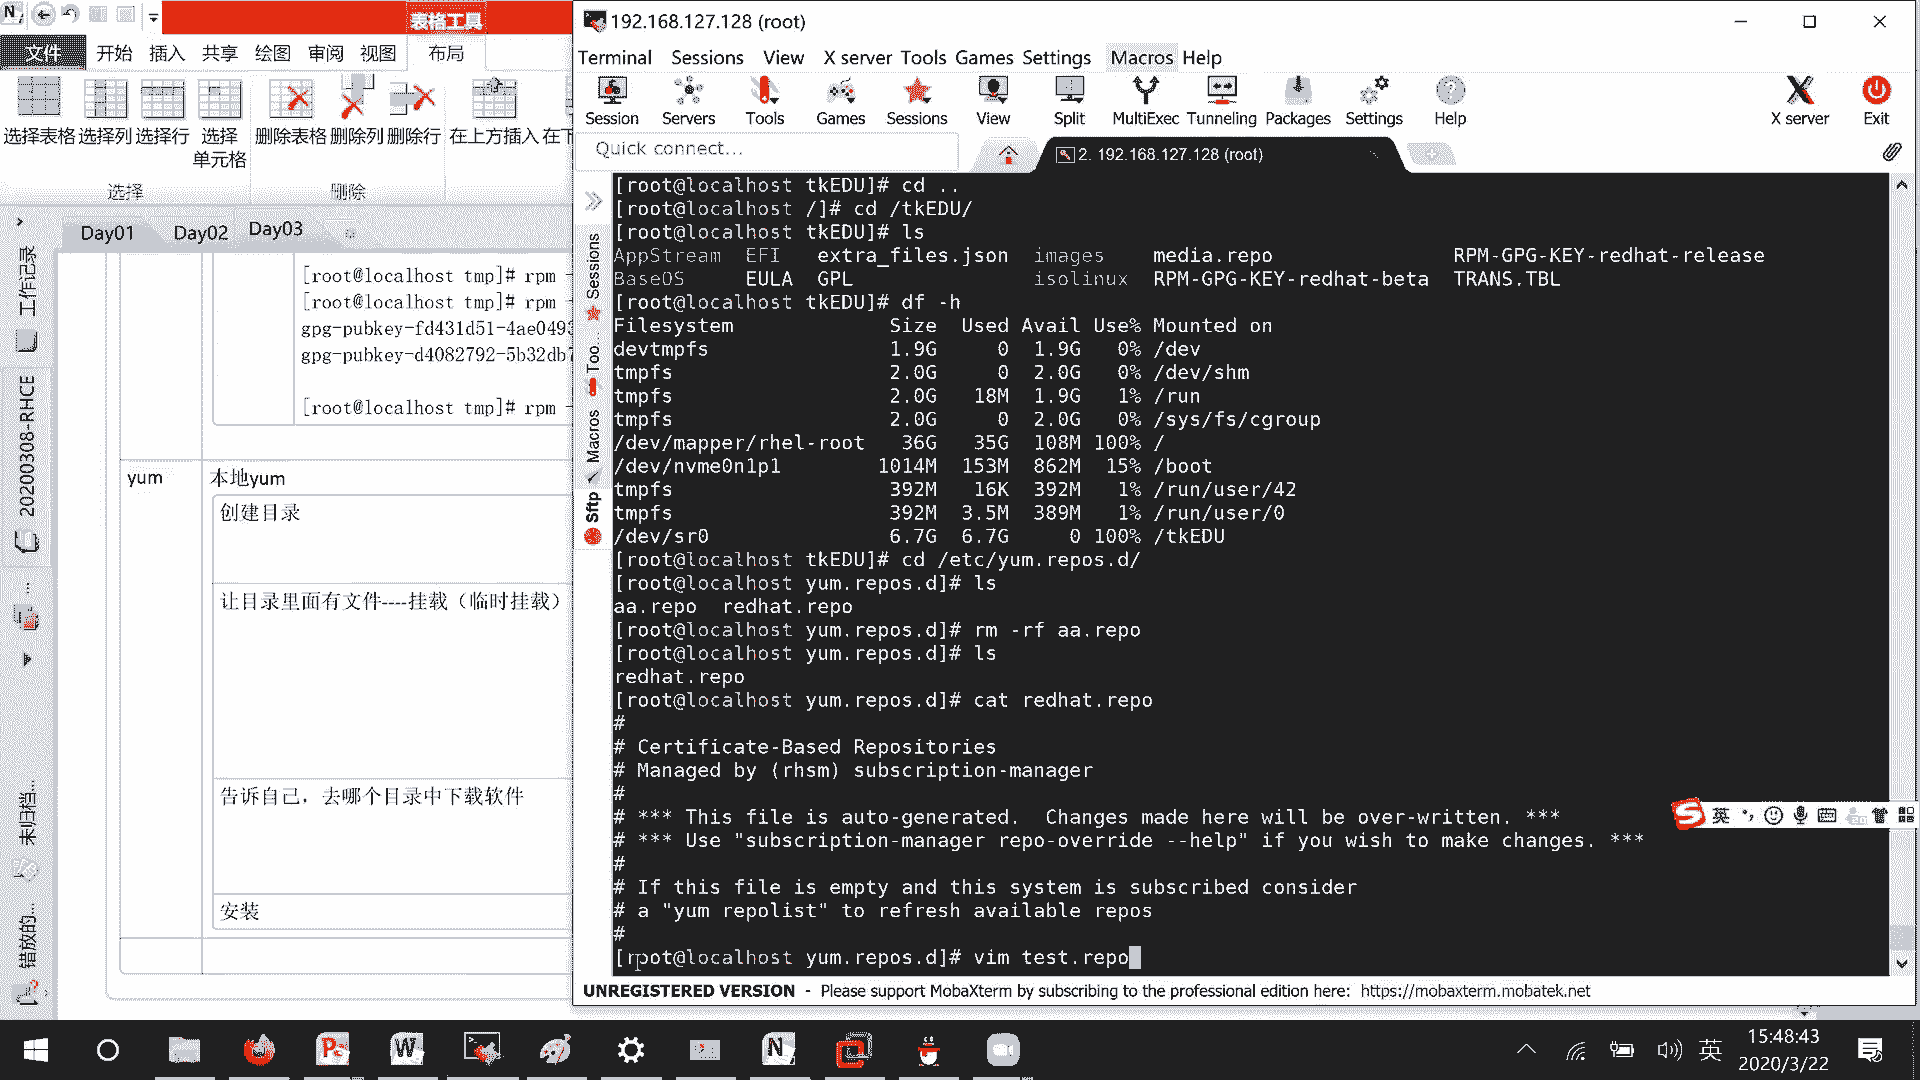 表格工具
文件 开始 插入 共享 绘图 审阅 视图 布局
选择表格 选择列 选择行 选择单元格 删除表格 删除列 删除行 在上方插入 在下
选择 删除
Day01 Day02 Day03
工作记录
20200308-RHCE
未归档...
错放的...
[root@localhost tmp]# rpm -
[root@localhost tmp]# rpm -
gpg-pubkey-fd431d51-4ae0493
gpg-pubkey-d4082792-5b32db7
[root@localhost tmp]# rpm -
yum 本地yum
创建目录
让目录里面有文件----挂载（临时挂载）
告诉自己，去哪个目录中下载软件
安装
192.168.127.128 (root)
Terminal Sessions View X server Tools Games Settings Macros Help
Session Servers Tools Games Sessions View Split MultiExec Tunneling Packages Settings Help X server Exit
Quick connect...
2. 192.168.127.128 (root)
Sessions
Too...
Macros
Sftp
[root@localhost tkEDU]# cd ..
[root@localhost /]# cd /tkEDU/
[root@localhost tkEDU]# ls
AppStream EFI extra_files.json images media.repo RPM-GPG-KEY-redhat-release
BaseOS EULA GPL isolinux RPM-GPG-KEY-redhat-beta TRANS.TBL
[root@localhost tkEDU]# df -h
Filesystem Size Used Avail Use% Mounted on
devtmpfs 1.9G 0 1.9G 0% /dev
tmpfs 2.0G 0 2.0G 0% /dev/shm
tmpfs 2.0G 18M 1.9G 1% /run
tmpfs 2.0G 0 2.0G 0% /sys/fs/cgroup
/dev/mapper/rhel-root 36G 35G 108M 100% /
/dev/nvme0n1p1 1014M 153M 862M 15% /boot
tmpfs 392M 16K 392M 1% /run/user/42
tmpfs 392M 3.5M 389M 1% /run/user/0
/dev/sr0 6.7G 6.7G 0 100% /tkEDU
[root@localhost tkEDU]# cd /etc/yum.repos.d/
[root@localhost yum.repos.d]# ls
aa.repo redhat.repo
[root@localhost yum.repos.d]# rm -rf aa.repo
[root@localhost yum.repos.d]# ls
redhat.repo
[root@localhost yum.repos.d]# cat redhat.repo
#
# Certificate-Based Repositories
# Managed by (rhsm) subscription-manager
#
# *** This file is auto-generated. Changes made here will be over-written. ***
# *** Use "subscription-manager repo-override --help" if you wish to make changes. ***
#
# If this file is empty and this system is subscribed consider
# a "yum repolist" to refresh available repos
#
[root@localhost yum.repos.d]# vim test.repo
UNREGISTERED VERSION - Please support MobaXterm by subscribing to the professional edition here: https://mobaxterm.mobatek.net
英
英
15:48:43
2020/3/22